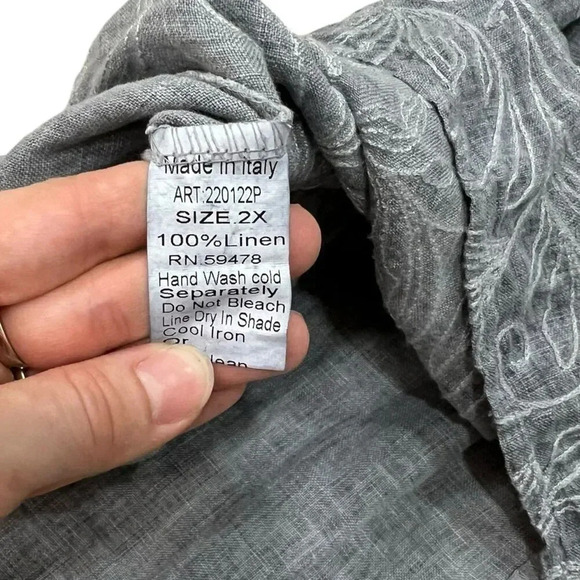 Made in Italy
ART:220122P
SIZE.2X
100%Linen
RN.59478
Hand Wash cold
Separately
Do Not Bleach
Line Dry In Shade
Cool Iron
Or